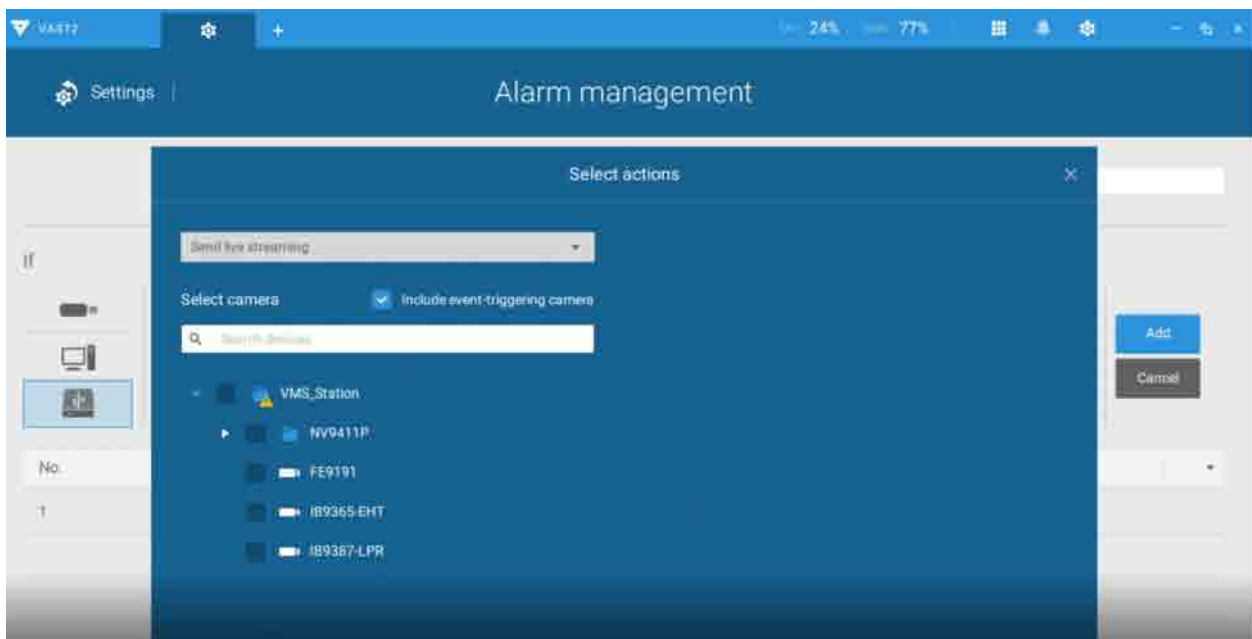 VAST2
24%
77%
Settings
Alarm management
Select actions
Send live streaming
If
Select camera
Include event-triggering camera
Search devices
Add
VMS_Station
Cancel
NV9411P
No.
FE9191
1
IB9365-EHT
IB9387-LPR